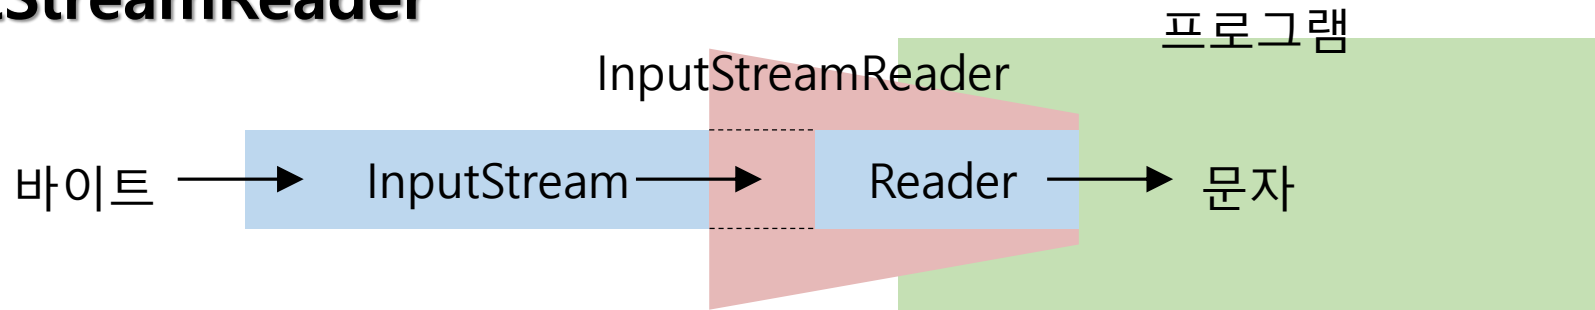 StreamReader
프로그램
InputStreamReader
바이트
InputStream
Reader
문자